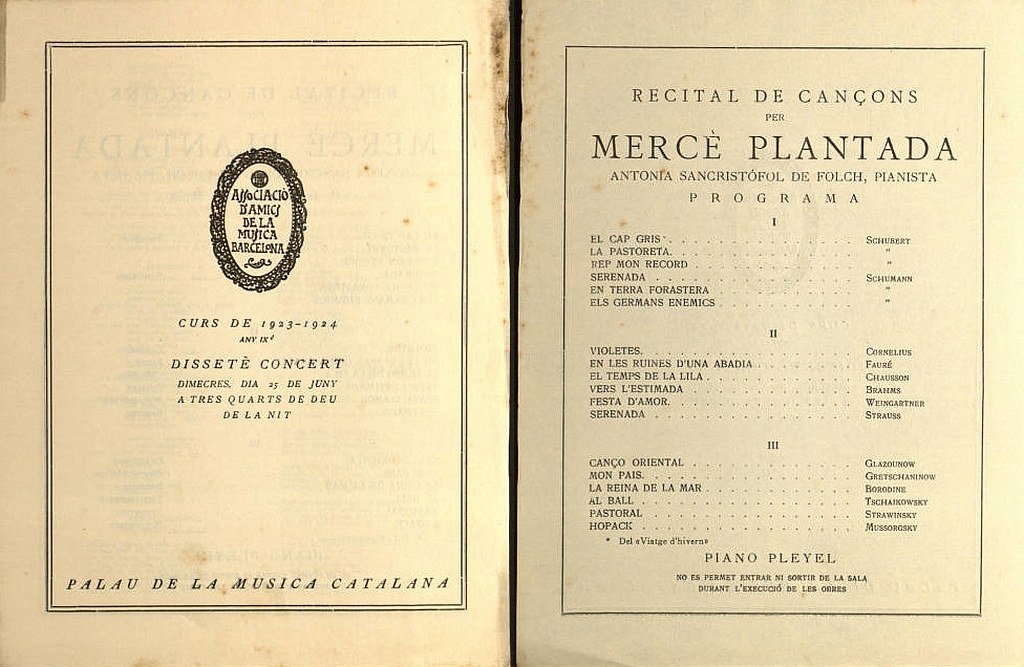 ASSOCIACIÓ
D'AMICS
DE LA
MUSICA
BARCELONA
CURS DE 1923-1924
ANY IXè
DISSETÈ CONCERT
DIMECRES, DIA 25 DE JUNY
A TRES QUARTS DE DEU
DE LA NIT
PALAU DE LA MUSICA CATALANA
RECITAL DE CANÇONS
PER
MERCÈ PLANTADA
ANTONIA SANCRISTÓFOL DE FOLCH, PIANISTA
PROGRAMA
I
EL CAP GRIS * . . . . . . . . . . . . . SCHUBERT
LA PASTORETA. . . . . . . . . . . . . "
REP MON RECORD . . . . . . . . . . . . "
SERENADA . . . . . . . . . . . . . . SCHUMANN
EN TERRA FORASTERA . . . . . . . . . . "
ELS GERMANS ENEMICS . . . . . . . . . . "
II
VIOLETES. . . . . . . . . . . . . . . CORNELIUS
EN LES RUINES D'UNA ABADIA . . . . . . . FAURÉ
EL TEMPS DE LA LILA . . . . . . . . . . CHAUSSON
VERS L'ESTIMADA . . . . . . . . . . . . BRAHMS
FESTA D'AMOR. . . . . . . . . . . . . WEINGARTNER
SERENADA . . . . . . . . . . . . . . STRAUSS
III
CANÇO ORIENTAL . . . . . . . . . . . . GLAZOUNOW
MON PAIS. . . . . . . . . . . . . . . GRETSCHANINOW
LA REINA DE LA MAR . . . . . . . . . . BORODINE
AL BALL . . . . . . . . . . . . . . . TSCHAIKOWSKY
PASTORAL . . . . . . . . . . . . . . STRAWINSKY
HOPACK . . . . . . . . . . . . . . . MUSSORGSKY
* Del «Viatge d'hivern»
PIANO PLEYEL
NO ES PERMET ENTRAR NI SORTIR DE LA SALA
DURANT L'EXECUCIÓ DE LES OBRES